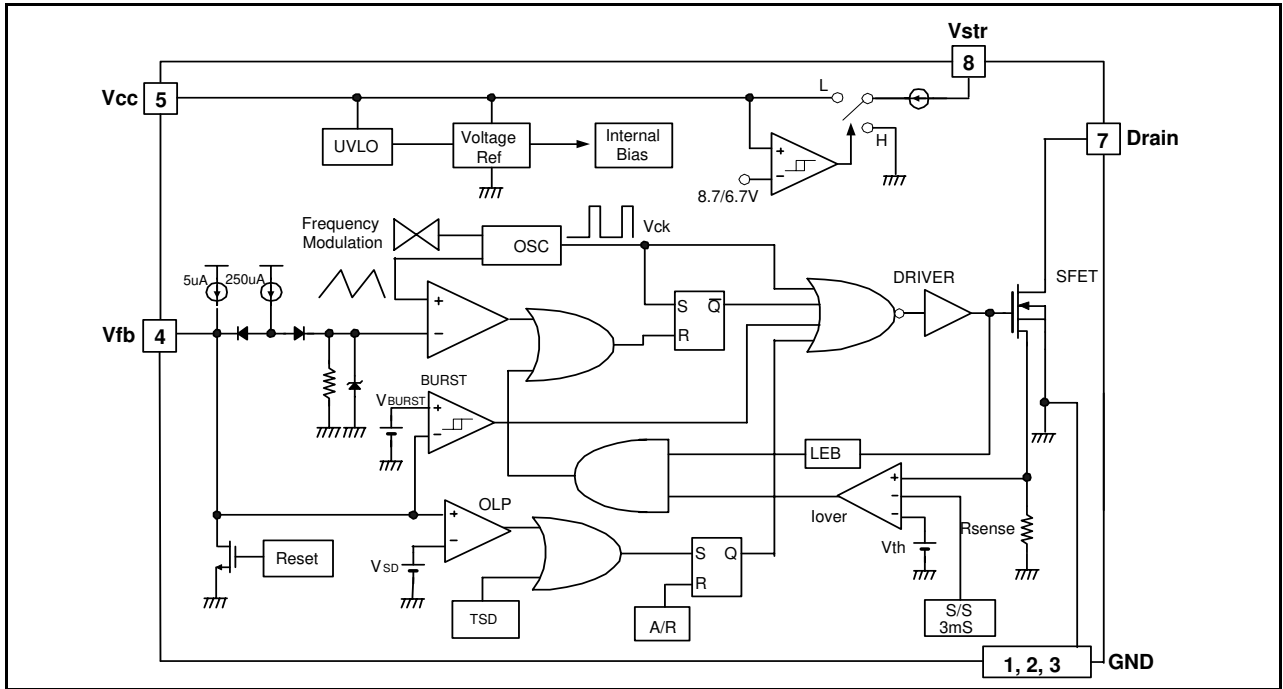 Vstr
8
Vcc
5
L
H
7
Drain
UVLO
Voltage
Ref
Internal
Bias
+
−
8.7/6.7V
Frequency
Modulation
OSC
Vck
DRIVER
SFET
5uA
250uA
Vfb
4
+
−
S
Q
R
BURST
VBURST
+
−
LEB
Iover
+
−
−
Vth
Rsense
OLP
+
−
VSD
S
Q
R
Reset
TSD
A/R
S/S
3mS
1, 2, 3
GND